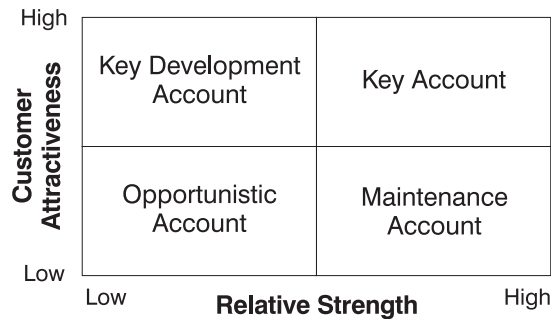 High
Key Development
Account
Key Account
Customer
Attractiveness
Opportunistic
Account
Maintenance
Account
Low
Low
Relative Strength
High